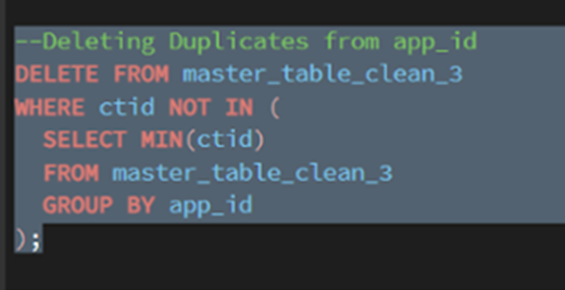 --Deleting Duplicates from app_id
DELETE FROM master_table_clean_3
WHERE ctid NOT IN (
  SELECT MIN(ctid)
  FROM master_table_clean_3
  GROUP BY app_id
);